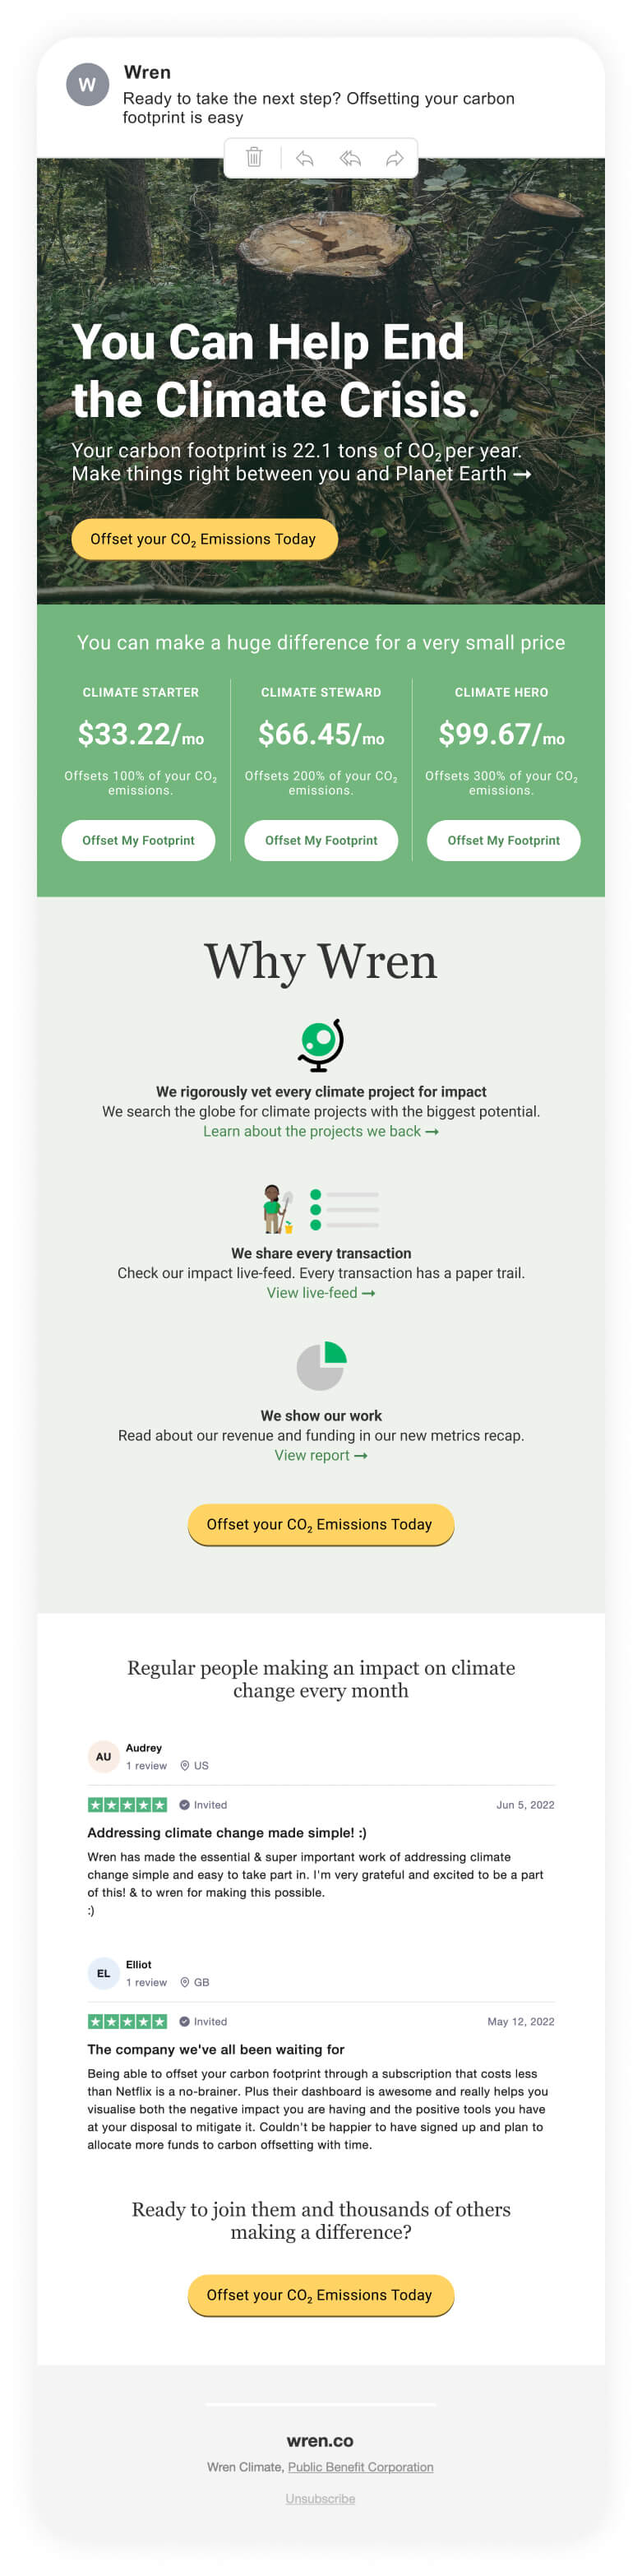 W
Wren
Ready to take the next step? Offsetting your carbon
footprint is easy
You Can Help End
the Climate Crisis.
Your carbon footprint is 22.1 tons of CO₂ per year.
Make things right between you and Planet Earth →
Offset your CO₂ Emissions Today
You can make a huge difference for a very small price
CLIMATE STARTER
$33.22/mo
Offsets 100% of your CO₂
emissions.
Offset My Footprint
CLIMATE STEWARD
$66.45/mo
Offsets 200% of your CO₂
emissions.
Offset My Footprint
CLIMATE HERO
$99.67/mo
Offsets 300% of your CO₂
emissions.
Offset My Footprint
Why Wren
We rigorously vet every climate project for impact
We search the globe for climate projects with the biggest potential.
Learn about the projects we back →
We share every transaction
Check our impact live-feed. Every transaction has a paper trail.
View live-feed →
We show our work
Read about our revenue and funding in our new metrics recap.
View report →
Offset your CO₂ Emissions Today
Regular people making an impact on climate
change every month
AU
Audrey
1 review US
Invited
Jun 5, 2022
Addressing climate change made simple! :)
Wren has made the essential & super important work of addressing climate
change simple and easy to take part in. I'm very grateful and excited to be a part
of this! & to wren for making this possible.
:)
EL
Elliot
1 review GB
Invited
May 12, 2022
The company we've all been waiting for
Being able to offset your carbon footprint through a subscription that costs less
than Netflix is a no-brainer. Plus their dashboard is awesome and really helps you
visualise both the negative impact you are having and the positive tools you have
at your disposal to mitigate it. Couldn't be happier to have signed up and plan to
allocate more funds to carbon offsetting with time.
Ready to join them and thousands of others
making a difference?
Offset your CO₂ Emissions Today
wren.co
Wren Climate, Public Benefit Corporation
Unsubscribe